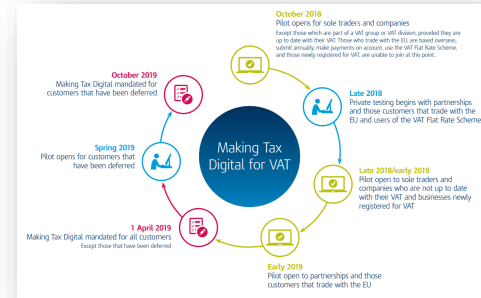 October 2018
Pilot opens for sole traders and companies
Except those which are part of a VAT group or VAT division, provided they are
up to date with their VAT. Those who trade with the EU, are based overseas,
submit annually, make payments on account, use the VAT Flat Rate Scheme,
and those newly registered for VAT, are unable to join at this point.
Late 2018
Private testing begins with partnerships
and those customers that trade with the
EU and users of the VAT Flat Rate Scheme
Late 2018/early 2019
Pilot open to sole traders and
companies who are not up to date
with their VAT and businesses newly
registered for VAT
Early 2019
Pilot open to partnerships and those
customers that trade with the EU
1 April 2019
Making Tax Digital mandated for all customers
Except those that have been deferred
Spring 2019
Pilot opens for customers that
have been deferred
October 2019
Making Tax Digital mandated for
customers that have been deferred
Making Tax
Digital for VAT